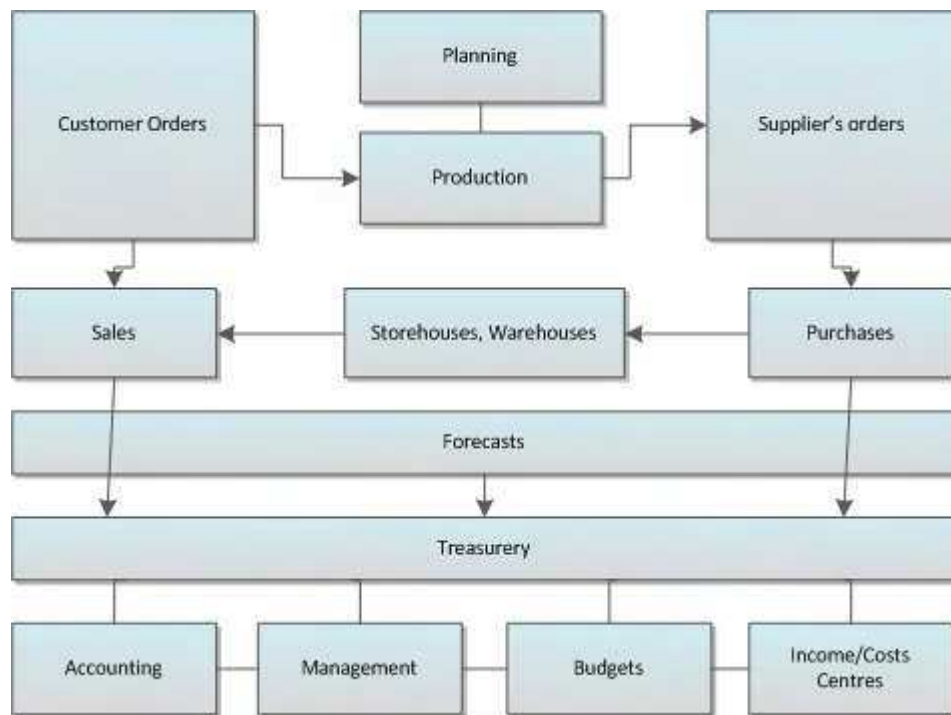 Planning
Customer Orders
Supplier's orders
Production
Sales
Storehouses, Warehouses
Purchases
Forecasts
Treasurery
Accounting
Management
Budgets
Income/Costs
Centres